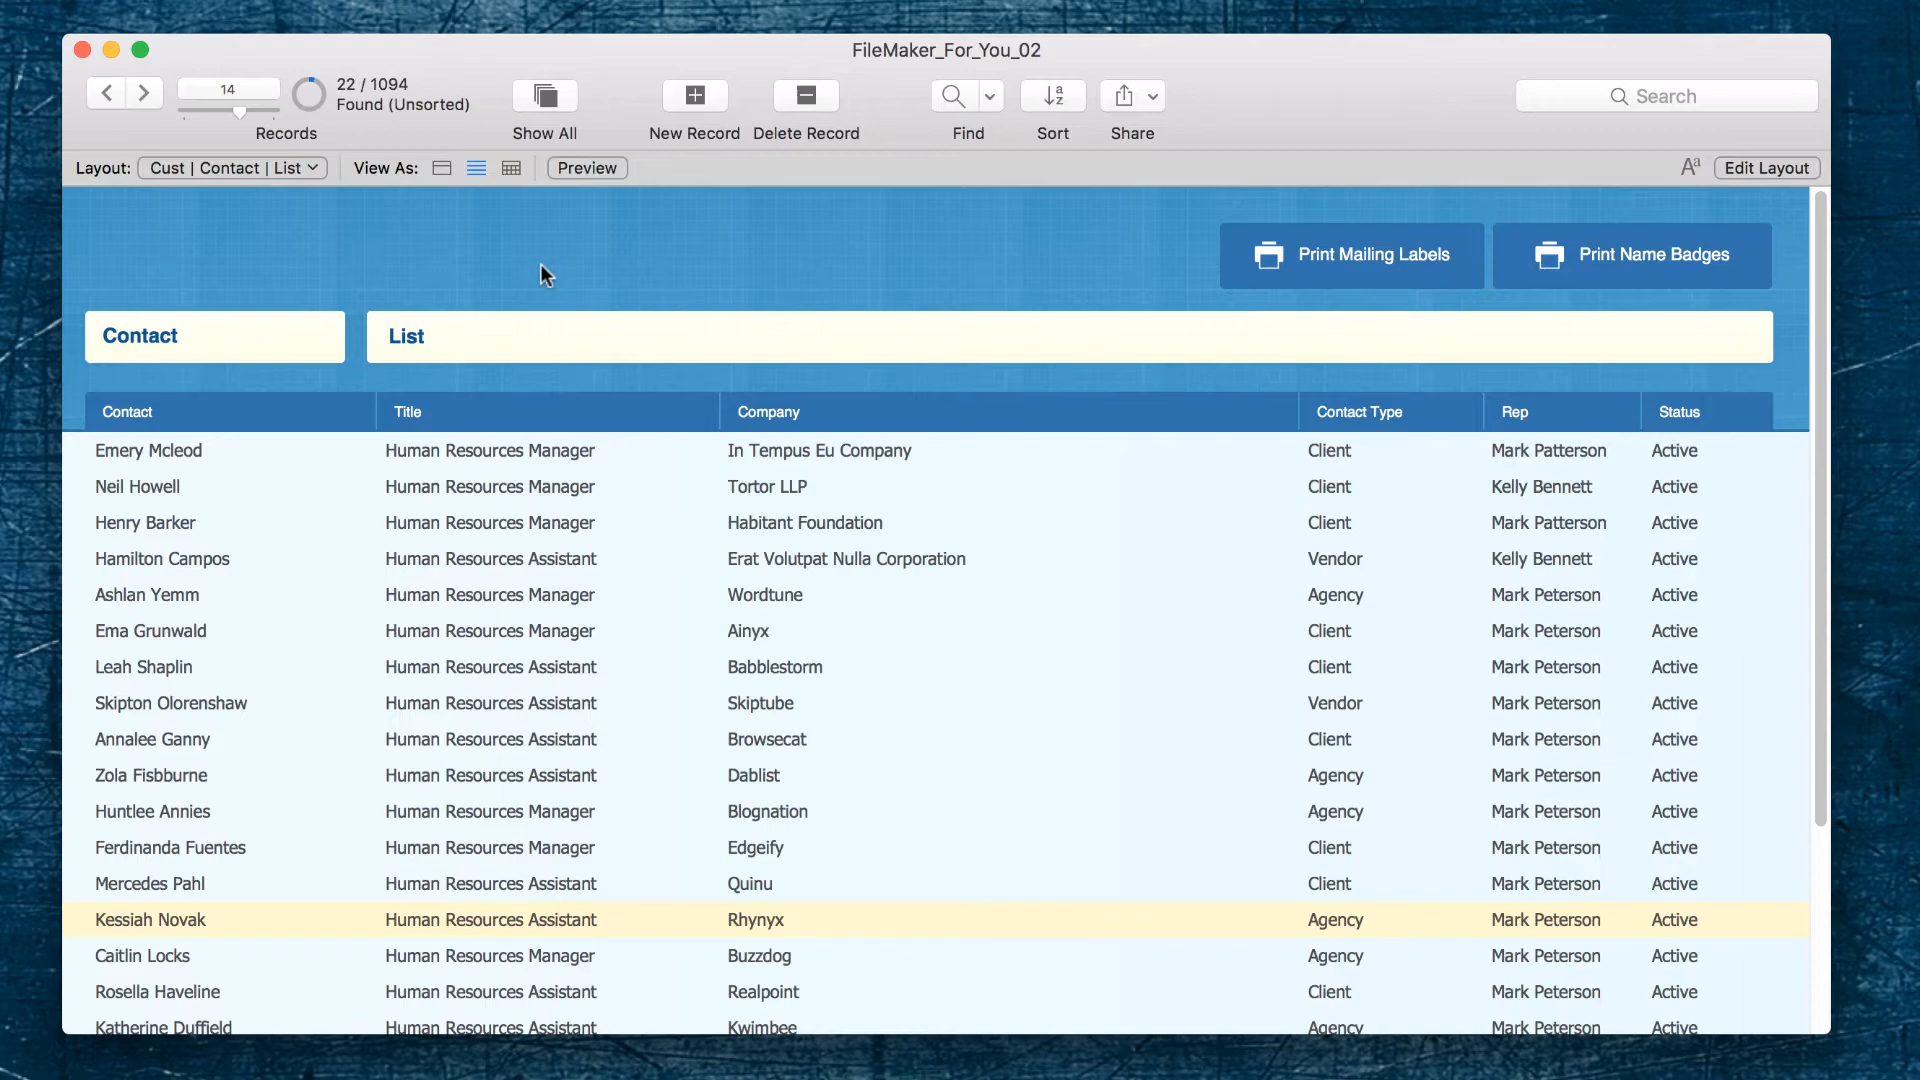 FileMaker_For_You_02
14
22 / 1094
Found (Unsorted)
Records
Show All
New Record
Delete Record
Find
Sort
Share
Search
Layout: Cust | Contact | List View As: Preview Aa Edit Layout
Print Mailing Labels Print Name Badges
Contact List
Contact Title Company Contact Type Rep Status
Emery Mcleod Human Resources Manager In Tempus Eu Company Client Mark Patterson Active
Neil Howell Human Resources Manager Tortor LLP Client Kelly Bennett Active
Henry Barker Human Resources Manager Habitant Foundation Client Mark Patterson Active
Hamilton Campos Human Resources Assistant Erat Volutpat Nulla Corporation Vendor Kelly Bennett Active
Ashlan Yemm Human Resources Manager Wordtune Agency Mark Peterson Active
Ema Grunwald Human Resources Manager Ainyx Client Mark Peterson Active
Leah Shaplin Human Resources Assistant Babblestorm Client Mark Peterson Active
Skipton Olorenshaw Human Resources Assistant Skiptube Vendor Mark Peterson Active
Annalee Ganny Human Resources Assistant Browsecat Client Mark Peterson Active
Zola Fisbburne Human Resources Assistant Dablist Agency Mark Peterson Active
Huntlee Annies Human Resources Manager Blognation Agency Mark Peterson Active
Ferdinanda Fuentes Human Resources Manager Edgeify Client Mark Peterson Active
Mercedes Pahl Human Resources Assistant Quinu Client Mark Peterson Active
Kessiah Novak Human Resources Assistant Rhynyx Agency Mark Peterson Active
Caitlin Locks Human Resources Manager Buzzdog Agency Mark Peterson Active
Rosella Haveline Human Resources Assistant Realpoint Client Mark Peterson Active
Katherine Duffield Human Resources Assistant Kwimbee Agency Mark Peterson Active